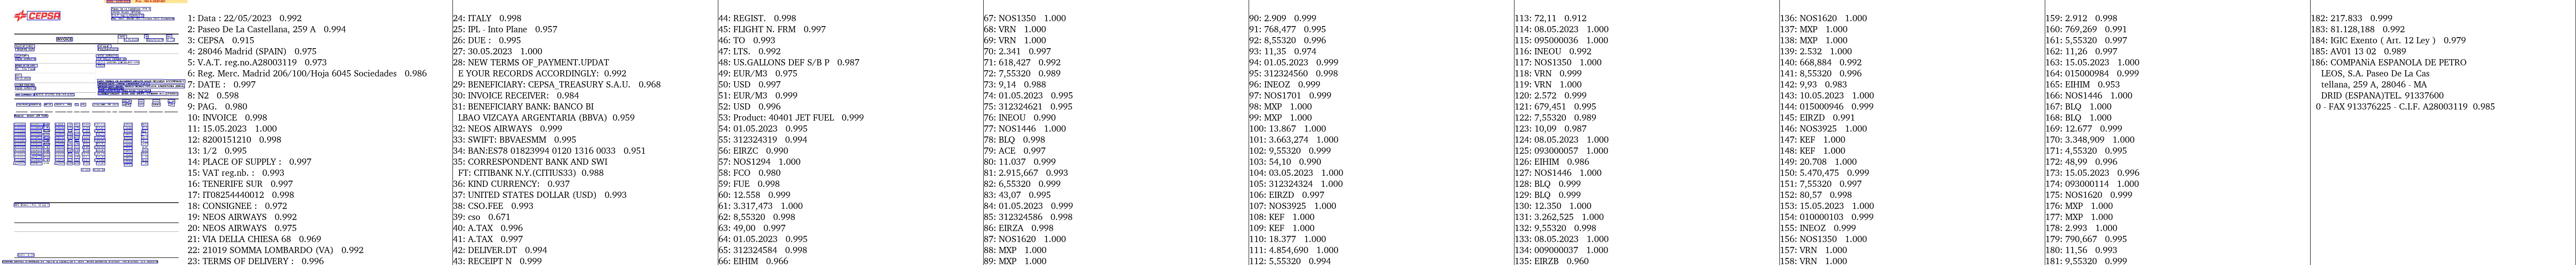 CEPSA
1: Data : 22/05/2023 0.992
2: Paseo De La Castellana, 259 A 0.994
3: CEPSA 0.915
4: 28046 Madrid (SPAIN) 0.975
5: V.A.T. reg.no.A28003119 0.973
6: Reg. Merc. Madrid 206/100/Hoja 6045 Sociedades 0.986
7: DATE : 0.997
8: N2 0.598
9: PAG. 0.980
10: INVOICE 0.998
11: 15.05.2023 1.000
12: 8200151210 0.998
13: 1/2 0.995
14: PLACE OF SUPPLY : 0.997
15: VAT reg.nb. : 0.993
16: TENERIFE SUR 0.997
17: IT08254440012 0.998
18: CONSIGNEE : 0.972
19: NEOS AIRWAYS 0.992
20: NEOS AIRWAYS 0.975
21: VIA DELLA CHIESA 68 0.969
22: 21019 SOMMA LOMBARDO (VA) 0.992
23: TERMS OF DELIVERY : 0.996
24: ITALY 0.998
25: IPL - Into Plane 0.957
26: DUE : 0.995
27: 30.05.2023 1.000
28: NEW TERMS OF_PAYMENT.UPDAT
E YOUR RECORDS ACCORDINGLY: 0.992
29: BENEFICIARY: CEPSA_TREASURY S.A.U. 0.968
30: INVOICE RECEIVER: 0.984
31: BENEFICIARY BANK: BANCO BI
LBAO VIZCAYA ARGENTARIA (BBVA) 0.959
32: NEOS AIRWAYS 0.999
33: SWIFT: BBVAESMM 0.995
34: BAN:ES78 01823994 0120 1316 0033 0.951
35: CORRESPONDENT BANK AND SWI
FT: CITIBANK N.Y.(CITIUS33) 0.988
36: KIND CURRENCY: 0.937
37: UNITED STATES DOLLAR (USD) 0.993
38: CSO.FEE 0.993
39: cso 0.671
40: A.TAX 0.996
41: A.TAX 0.997
42: DELIVER.DT 0.994
43: RECEIPT N 0.999
44: REGIST. 0.998
45: FLIGHT N. FRM 0.997
46: TO 0.993
47: LTS. 0.992
48: US.GALLONS DEF S/B P 0.987
49: EUR/M3 0.975
50: USD 0.997
51: EUR/M3 0.999
52: USD 0.996
53: Product: 40401 JET FUEL 0.999
54: 01.05.2023 0.995
55: 312324319 0.994
56: EIRZC 0.990
57: NOS1294 1.000
58: FCO 0.980
59: FUE 0.998
60: 12.558 0.999
61: 3.317,473 1.000
62: 8,55320 0.998
63: 49,00 0.997
64: 01.05.2023 0.995
65: 312324584 0.998
66: EIHIM 0.966
67: NOS1350 1.000
68: VRN 1.000
69: VRN 1.000
70: 2.341 0.997
71: 618,427 0.992
72: 7,55320 0.989
73: 9,14 0.988
74: 01.05.2023 0.995
75: 312324621 0.995
76: INEOU 0.990
77: NOS1446 1.000
78: BLQ 0.998
79: ACE 0.997
80: 11.037 0.999
81: 2.915,667 0.993
82: 6,55320 0.999
83: 43,07 0.995
84: 01.05.2023 0.999
85: 312324586 0.998
86: EIRZA 0.998
87: NOS1620 1.000
88: MXP 1.000
89: MXP 1.000
90: 2.909 0.999
91: 768,477 0.995
92: 8,55320 0.996
93: 11,35 0.974
94: 01.05.2023 0.999
95: 312324560 0.998
96: INEOZ 0.999
97: NOS1701 0.999
98: MXP 1.000
99: MXP 1.000
100: 13.867 1.000
101: 3.663,274 1.000
102: 9,55320 0.999
103: 54,10 0.990
104: 03.05.2023 1.000
105: 312324324 1.000
106: EIRZD 0.997
107: NOS3925 1.000
108: KEF 1.000
109: KEF 1.000
110: 18.377 1.000
111: 4.854,690 1.000
112: 5,55320 0.994
113: 72,11 0.912
114: 08.05.2023 1.000
115: 095000036 1.000
116: INEOU 0.992
117: NOS1350 1.000
118: VRN 0.999
119: VRN 1.000
120: 2.572 0.999
121: 679,451 0.995
122: 7,55320 0.989
123: 10,09 0.987
124: 08.05.2023 1.000
125: 093000057 1.000
126: EIHIM 0.986
127: NOS1446 1.000
128: BLQ 0.999
129: BLQ 0.999
130: 12.350 1.000
131: 3.262,525 1.000
132: 9,55320 0.998
133: 08.05.2023 1.000
134: 009000037 1.000
135: EIRZB 0.960
136: NOS1620 1.000
137: MXP 1.000
138: MXP 1.000
139: 2.532 1.000
140: 668,884 0.992
141: 8,55320 0.996
142: 9,93 0.983
143: 10.05.2023 1.000
144: 015000946 0.999
145: EIRZD 0.991
146: NOS3925 1.000
147: KEF 1.000
148: KEF 1.000
149: 20.708 1.000
150: 5.470,475 0.999
151: 7,55320 0.997
152: 80,57 0.998
153: 15.05.2023 1.000
154: 010000103 0.999
155: INEOZ 0.999
156: NOS1350 1.000
157: VRN 1.000
158: VRN 1.000
159: 2.912 0.998
160: 769,269 0.991
161: 5,55320 0.997
162: 11,26 0.997
163: 15.05.2023 1.000
164: 015000984 0.999
165: EIHIM 0.953
166: NOS1446 1.000
167: BLQ 1.000
168: BLQ 1.000
169: 12.677 0.999
170: 3.348,909 1.000
171: 4,55320 0.995
172: 48,99 0.996
173: 15.05.2023 0.996
174: 093000114 1.000
175: NOS1620 0.999
176: MXP 1.000
177: MXP 1.000
178: 2.993 1.000
179: 790,667 0.995
180: 11,56 0.993
181: 9,55320 0.999
182: 217.833 0.999
183: 81.128,188 0.992
184: IGIC Exento ( Art. 12 Ley ) 0.979
185: AV01 13 02 0.989
186: COMPANiA ESPANOLA DE PETRO
LEOS, S.A. Paseo De La Cas
tellana, 259 A, 28046 - MA
DRID (ESPANA)TEL. 91337600
0 - FAX 913376225 - C.I.F. A28003119 0.985